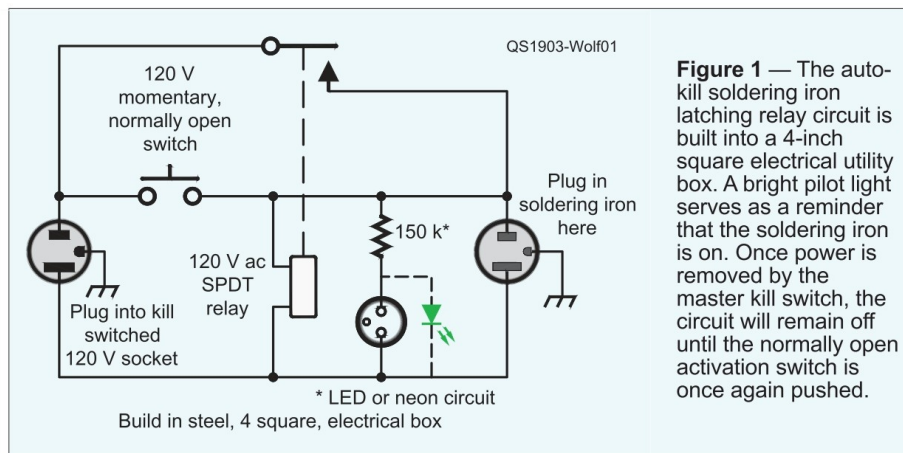 QS1903-Wolf01
120 V
momentary,
normally open
switch
Plug in
soldering iron
here
150 k*
120 V ac
SPDT
relay
Plug into kill
switched
120 V socket
* LED or neon circuit
Build in steel, 4 square, electrical box
Figure 1 — The auto-
kill soldering iron
latching relay circuit is
built into a 4-inch
square electrical utility
box. A bright pilot light
serves as a reminder
that the soldering iron
is on. Once power is
removed by the
master kill switch, the
circuit will remain off
until the normally open
activation switch is
once again pushed.